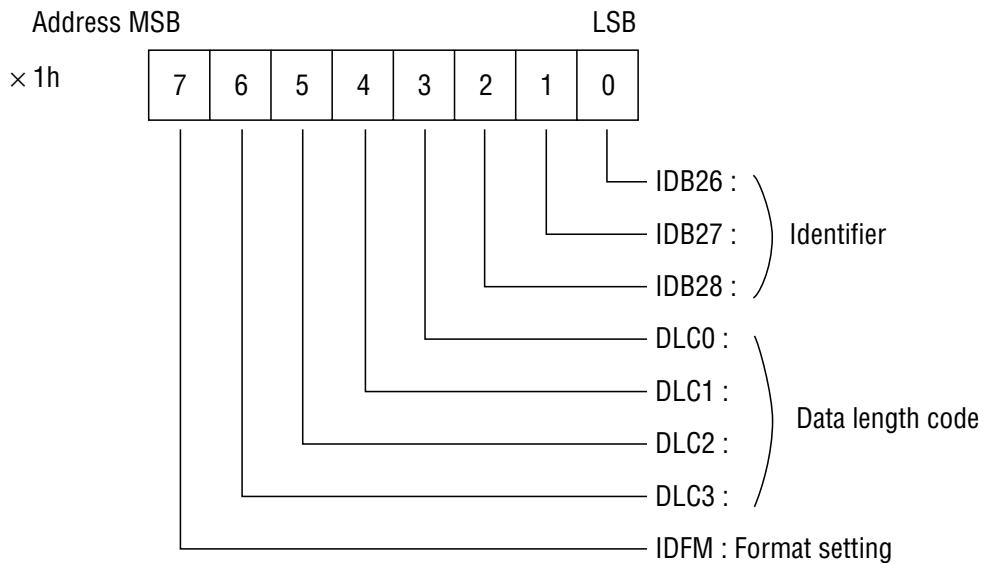 Address MSB LSB
× 1h 7 6 5 4 3 2 1 0
IDB26 :
IDB27 : Identifier
IDB28 :
DLC0 :
DLC1 :
Data length code
DLC2 :
DLC3 :
IDFM : Format setting